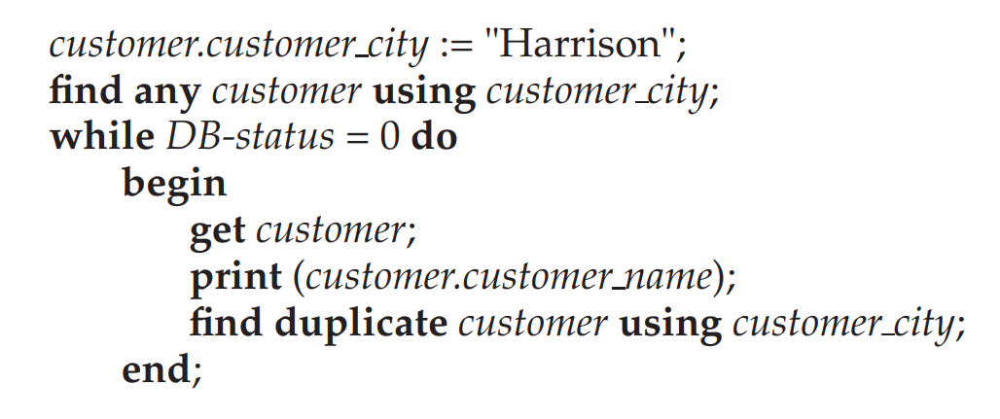 customer.customer_city := "Harrison";
find any customer using customer_city;
while DB-status = 0 do
begin
get customer;
print (customer.customer_name);
find duplicate customer using customer_city;
end;